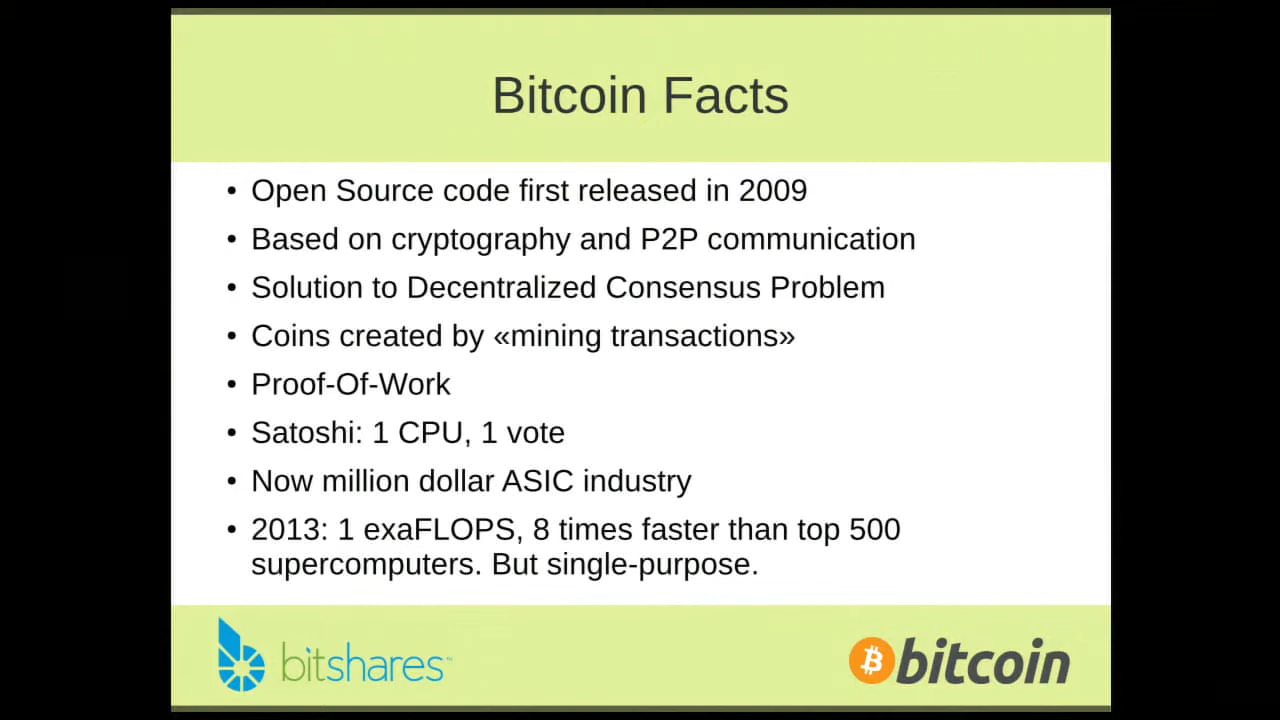 Bitcoin Facts
• Open Source code first released in 2009
• Based on cryptography and P2P communication
• Solution to Decentralized Consensus Problem
• Coins created by «mining transactions»
• Proof-Of-Work
• Satoshi: 1 CPU, 1 vote
• Now million dollar ASIC industry
• 2013: 1 exaFLOPS, 8 times faster than top 500
supercomputers. But single-purpose.
bitshares™
bitcoin